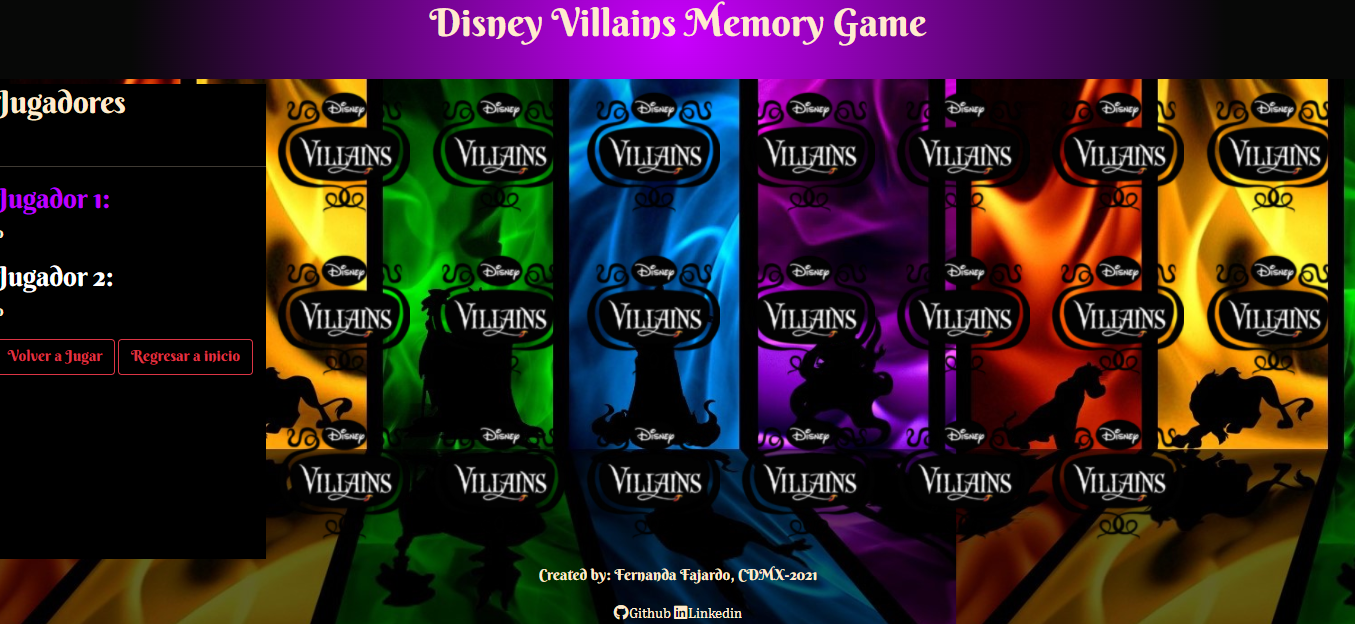 Disney Villains Memory Game
Jugadores
Jugador 1:
0
Jugador 2:
0
Volver a Jugar Regresar a inicio
Disney Disney Disney Disney Disney Disney Disney
VILLAINS VILLAINS VILLAINS VILLAINS VILLAINS VILLAINS VILLAINS
Disney Disney Disney Disney Disney Disney Disney
VILLAINS VILLAINS VILLAINS VILLAINS VILLAINS VILLAINS VILLAINS
Disney Disney Disney Disney Disney Disney
VILLAINS VILLAINS VILLAINS VILLAINS VILLAINS VILLAINS
Created by: Fernanda Fajardo, CDMX-2021
Github in Linkedin